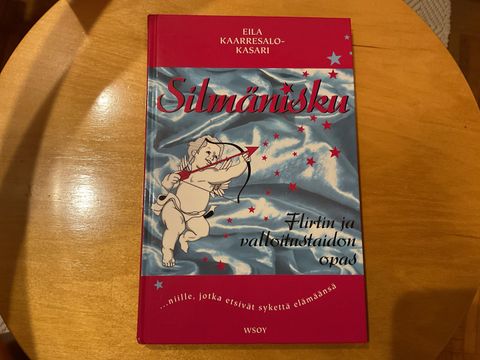 EILA
KAARRESALO-
KASARI
Silmänisku
Flirtin ja
valloitustaidon
opas
...niille, jotka etsivät sykettä elämäänsä
WSOY